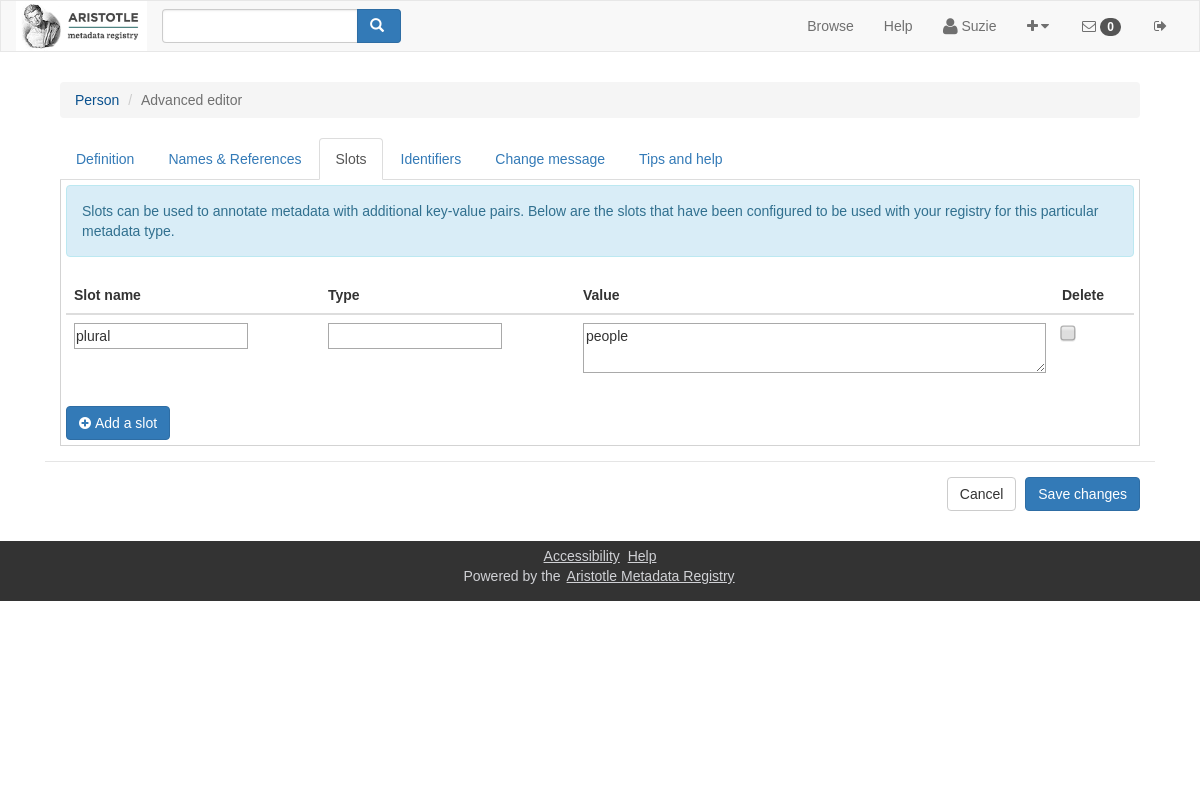 ARISTOTLE
metadata registry
Browse
Help
Suzie
0
Person / Advanced editor
Definition
Names & References
Slots
Identifiers
Change message
Tips and help
Slots can be used to annotate metadata with additional key-value pairs. Below are the slots that have been configured to be used with your registry for this particular
metadata type.
Slot name
Type
Value
Delete
plural
people
Add a slot
Cancel
Save changes
Accessibility Help
Powered by the Aristotle Metadata Registry